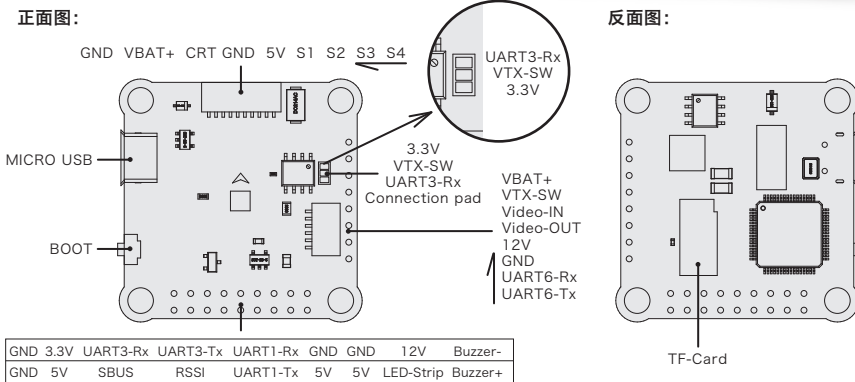 正面图：
反面图：
GND VBAT+ CRT GND 5V S1 S2 S3 S4
UART3-Rx
VTX-SW
3.3V
MICRO USB
3.3V
VTX-SW
UART3-Rx
Connection pad
VBAT+
VTX-SW
Video-IN
Video-OUT
12V
GND
UART6-Rx
UART6-Tx
BOOT
TF-Card
GND 3.3V UART3-Rx UART3-Tx UART1-Rx GND GND 12V Buzzer-
GND 5V SBUS RSSI UART1-Tx 5V 5V LED-Strip Buzzer+